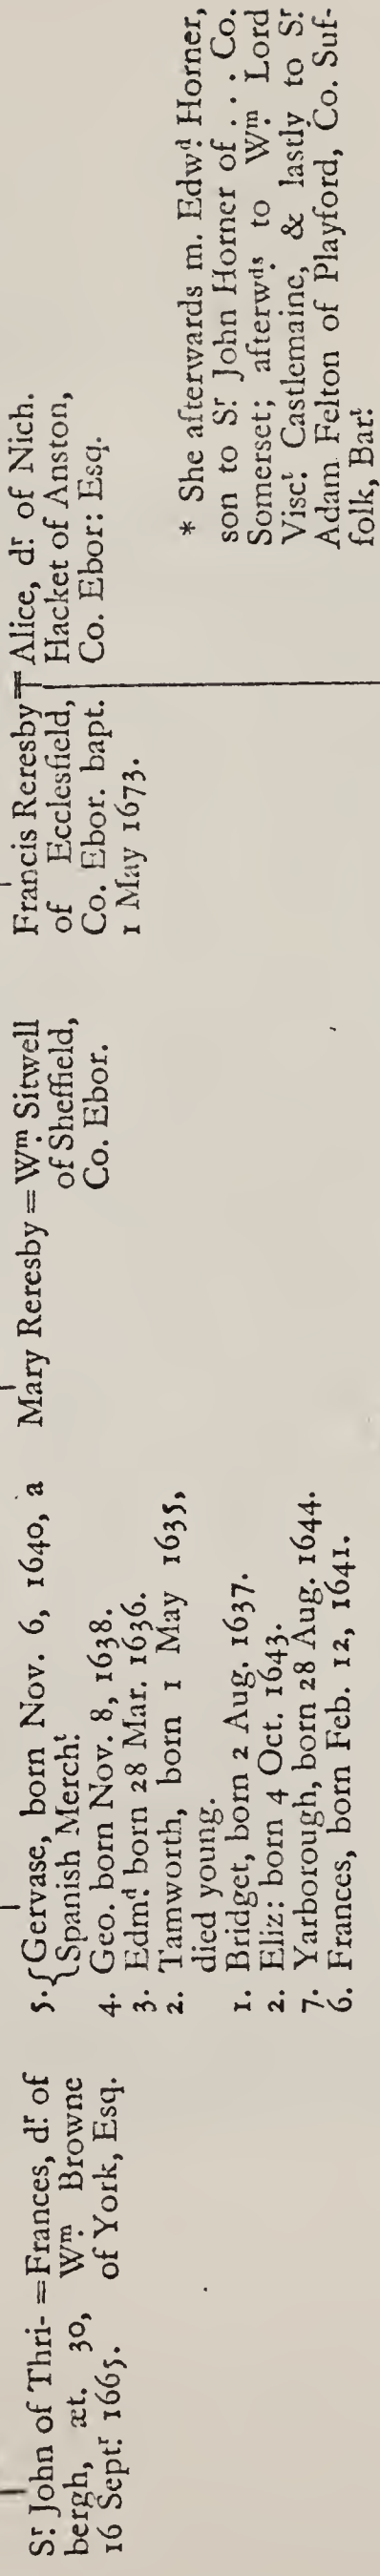 Sʳ. John of Thri- = Frances, dʳ. of
bergh, æt. 30, Wᵐ. Browne
16 Septʳ. 1665. of York, Esq.
5. { Gervase, born Nov. 6, 1640, a
Spanish Merchᵗ.
4. Geo. born Nov. 8, 1638.
3. Edmᵈ. born 28 Mar. 1636.
2. Tamworth, born 1 May 1635,
died young.
1. Bridget, born 2 Aug. 1637.
2. Eliz: born 4 Oct. 1643.
7. Yarborough, born 28 Aug. 1644.
6. Frances, born Feb. 12, 1641.
Mary Reresby = Wᵐ. Sitwell
of Sheffield,
Co. Ebor.
Francis Reresby = Alice, dʳ. of Nich.
of Ecclesfield, Hacket of Anston,
Co. Ebor. bapt. Co. Ebor: Esq.
1 May 1673.
* She afterwards m. Edwᵈ. Horner,
son to Sʳ. John Horner of . . . Co.
Somerset; afterwᵈˢ. to Wᵐ. Lord
Viscᵗ. Castlemaine, & lastly to Sʳ.
Adam Felton of Playford, Co. Suf-
folk, Barᵗ.